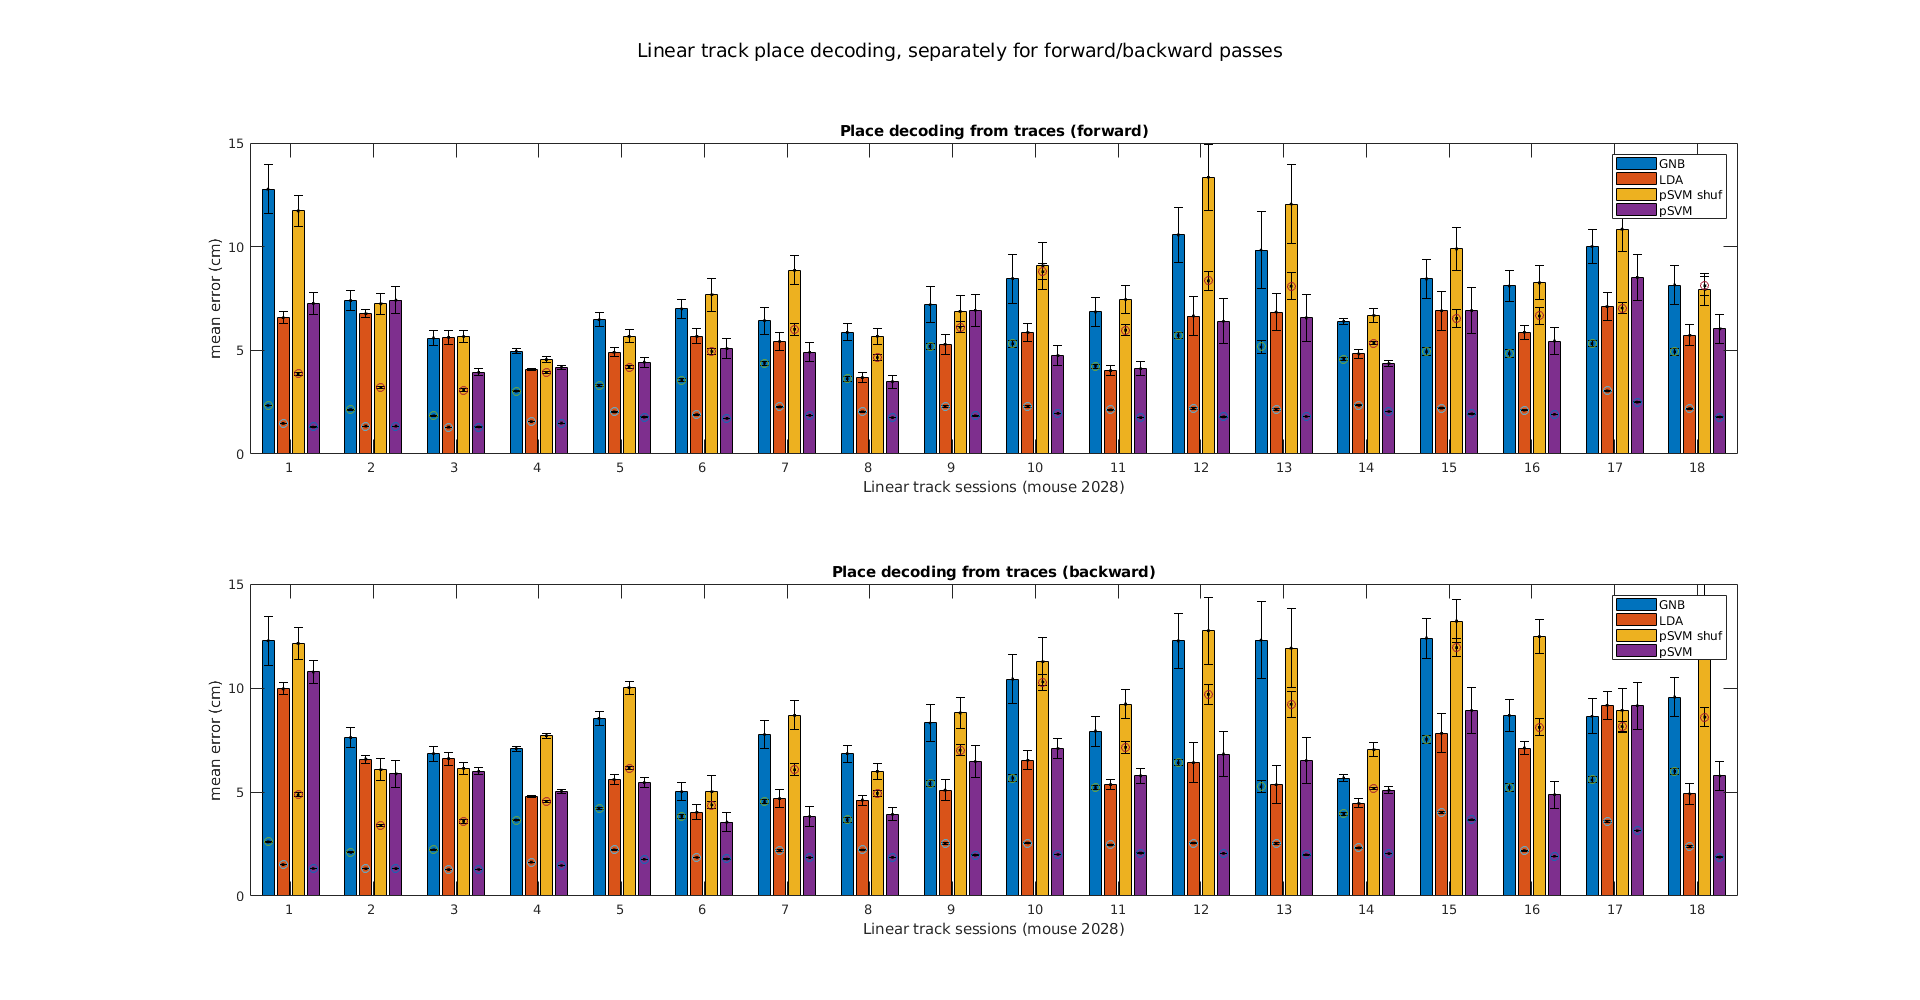 Linear track place decoding, separately for forward/backward passes
Place decoding from traces (forward)
mean error (cm)
15
10
5
0
GNB
LDA
pSVM shuf
pSVM
1 2 3 4 5 6 7 8 9 10 11 12 13 14 15 16 17 18
Linear track sessions (mouse 2028)
Place decoding from traces (backward)
mean error (cm)
15
10
5
0
GNB
LDA
pSVM shuf
pSVM
1 2 3 4 5 6 7 8 9 10 11 12 13 14 15 16 17 18
Linear track sessions (mouse 2028)